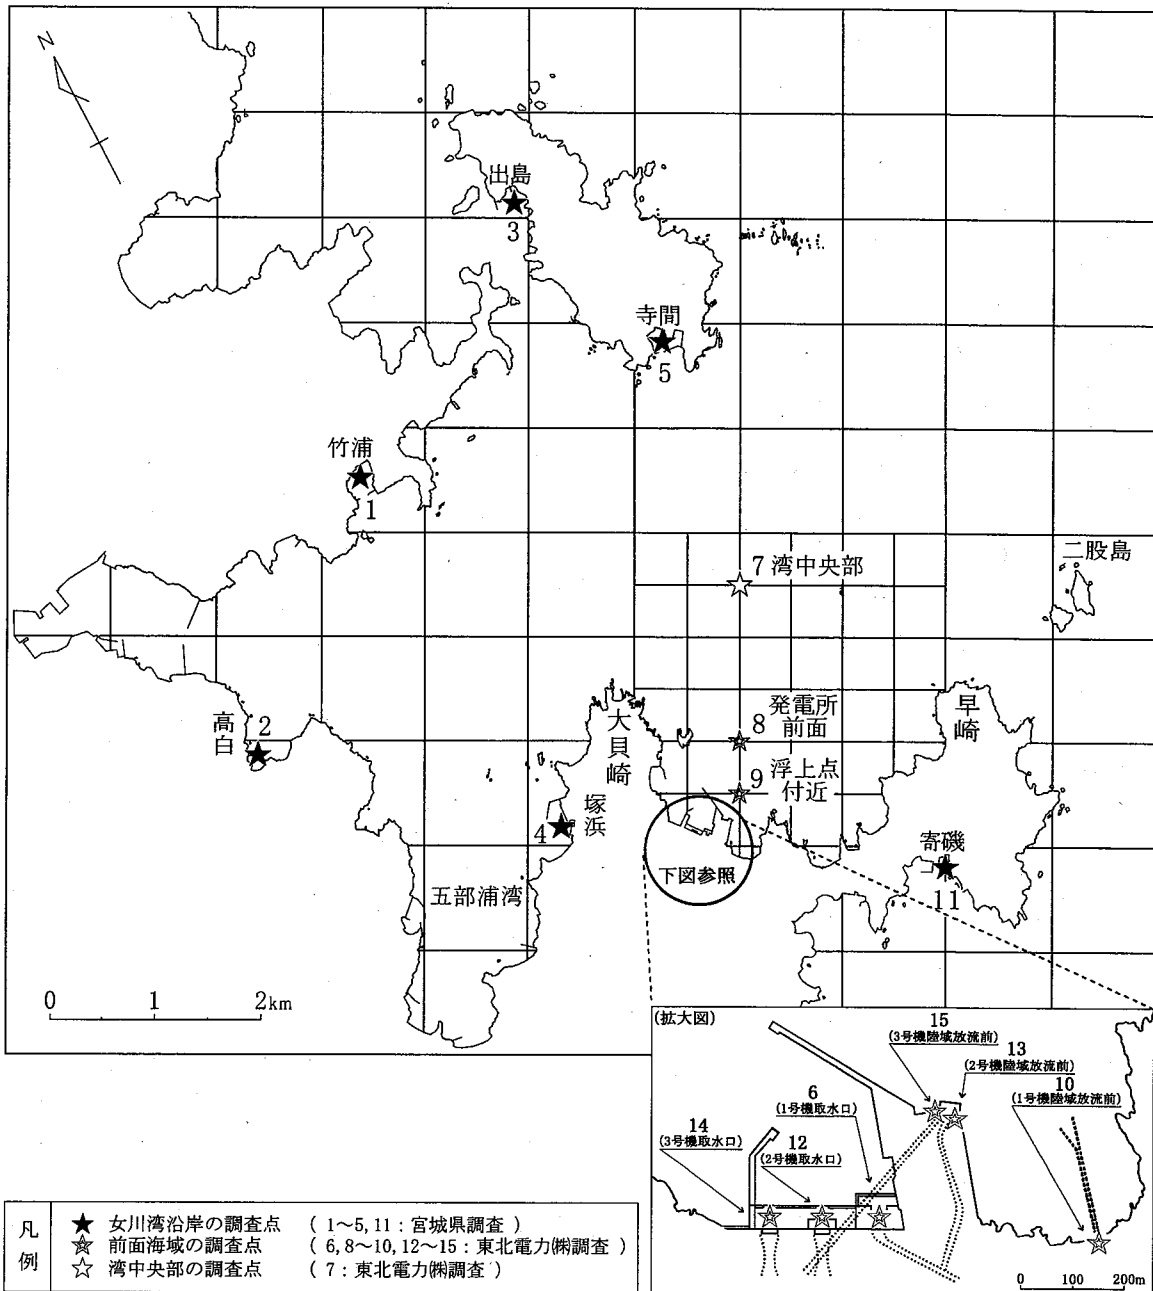 N
出島
3
寺間
5
竹浦
1
7 湾中央部
二股島
高白
2
大貝崎
8
発電所
前面
早崎
9
浮上点
付近
塚浜
4
下図参照
寄磯
11
五部浦湾
0 1 2km
(拡大図)
15
(3号機陸域放流前)
13
(2号機陸域放流前)
10
(1号機陸域放流前)
6
(1号機取水口)
14
(3号機取水口)
12
(2号機取水口)
0 100 200m
凡例
★ 女川湾沿岸の調査点 ( 1~5, 11 : 宮城県調査 )
前面海域の調査点 ( 6, 8~10, 12~15 : 東北電力㈱調査 )
☆ 湾中央部の調査点 ( 7 : 東北電力㈱調査 )